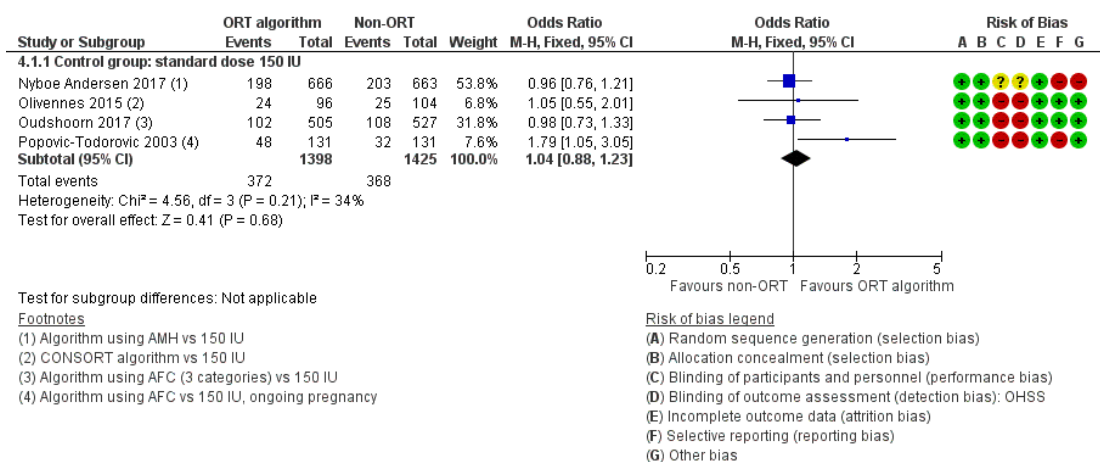 ORT algorithm Non-ORT Odds Ratio Odds Ratio Risk of Bias
Study or Subgroup Events Total Events Total Weight M-H, Fixed, 95% CI M-H, Fixed, 95% CI A B C D E F G
4.1.1 Control group: standard dose 150 IU
Nyboe Andersen 2017 (1) 198 666 203 663 53.8% 0.96 [0.76, 1.21] + + ? ? + - -
Olivennes 2015 (2) 24 96 25 104 6.8% 1.05 [0.55, 2.01] + + - - + + +
Oudshoorn 2017 (3) 102 505 108 527 31.8% 0.98 [0.73, 1.33] + + - - + + +
Popovic-Todorovic 2003 (4) 48 131 32 131 7.6% 1.79 [1.05, 3.05] + + - - + - +
Subtotal (95% CI) 1398 1425 100.0% 1.04 [0.88, 1.23]
Total events 372 368
Heterogeneity: Chi² = 4.56, df = 3 (P = 0.21); I² = 34%
Test for overall effect: Z = 0.41 (P = 0.68)
0.2 0.5 1 2 5
Favours non-ORT Favours ORT algorithm
Test for subgroup differences: Not applicable
Footnotes
(1) Algorithm using AMH vs 150 IU
(2) CONSORT algorithm vs 150 IU
(3) Algorithm using AFC (3 categories) vs 150 IU
(4) Algorithm using AFC vs 150 IU, ongoing pregnancy
Risk of bias legend
(A) Random sequence generation (selection bias)
(B) Allocation concealment (selection bias)
(C) Blinding of participants and personnel (performance bias)
(D) Blinding of outcome assessment (detection bias): OHSS
(E) Incomplete outcome data (attrition bias)
(F) Selective reporting (reporting bias)
(G) Other bias